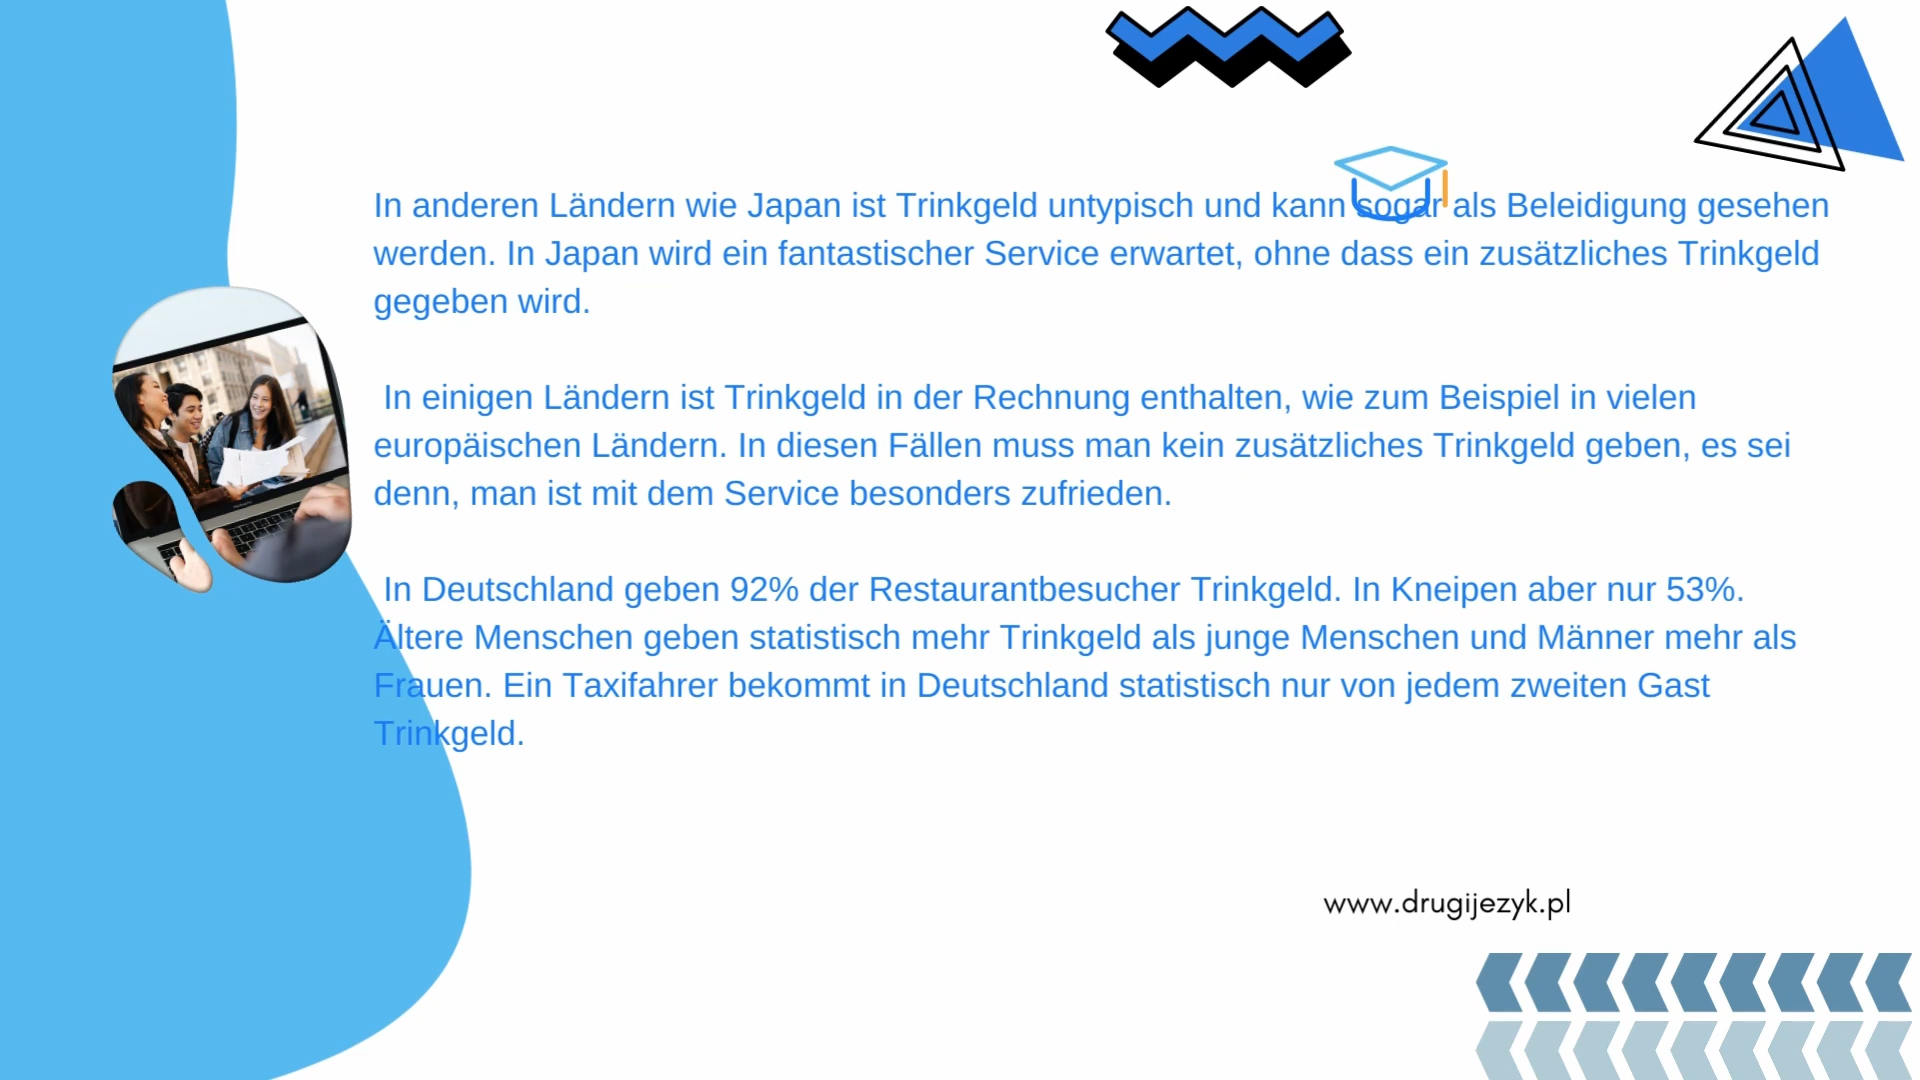 In anderen Ländern wie Japan ist Trinkgeld untypisch und kann sogar als Beleidigung gesehen
werden. In Japan wird ein fantastischer Service erwartet, ohne dass ein zusätzliches Trinkgeld
gegeben wird.
In einigen Ländern ist Trinkgeld in der Rechnung enthalten, wie zum Beispiel in vielen
europäischen Ländern. In diesen Fällen muss man kein zusätzliches Trinkgeld geben, es sei
denn, man ist mit dem Service besonders zufrieden.
In Deutschland geben 92% der Restaurantbesucher Trinkgeld. In Kneipen aber nur 53%.
Ältere Menschen geben statistisch mehr Trinkgeld als junge Menschen und Männer mehr als
Frauen. Ein Taxifahrer bekommt in Deutschland statistisch nur von jedem zweiten Gast
Trinkgeld.
www.drugijezyk.pl